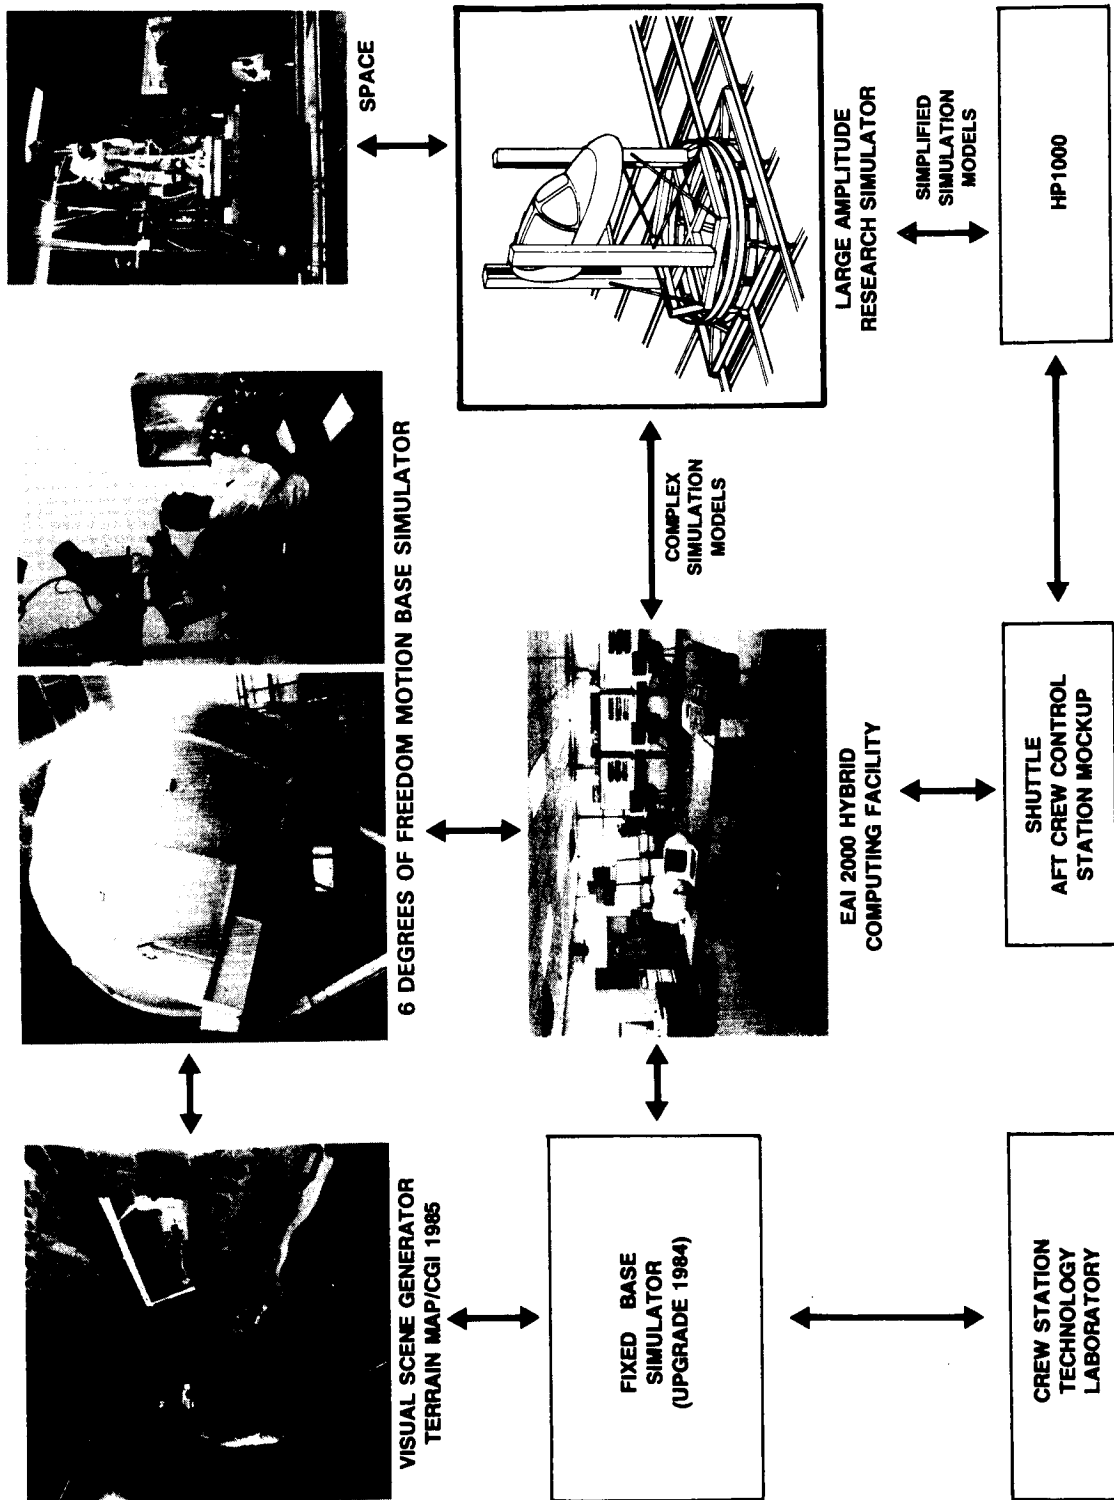 VISUAL SCENE GENERATOR
TERRAIN MAP/CGI 1985
6 DEGREES OF FREEDOM MOTION BASE SIMULATOR
SPACE
FIXED BASE
SIMULATOR
(UPGRADE 1984)
EAI 2000 HYBRID
COMPUTING FACILITY
COMPLEX
SIMULATION
MODELS
LARGE AMPLITUDE
RESEARCH SIMULATOR
SIMPLIFIED
SIMULATION
MODELS
CREW STATION
TECHNOLOGY
LABORATORY
SHUTTLE
AFT CREW CONTROL
STATION MOCKUP
HP1000